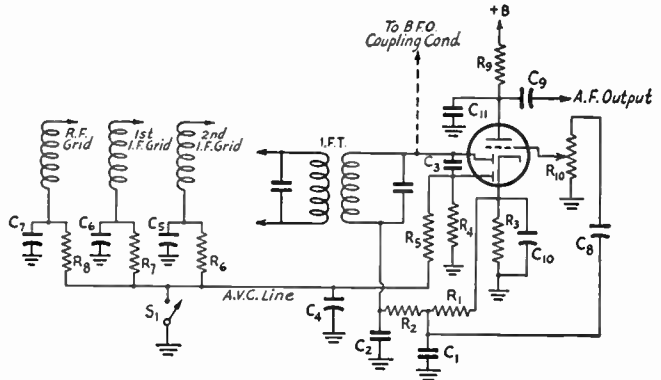 To B.F.O.
Coupling Cond.
+B
R9
C9
A.F. Output
C11
R.F.
Grid
1st
I.F. Grid
2nd
I.F. Grid
I.F.T.
C3
R10
C7
C6
C5
R8
R7
R6
R5
R4
R3
C10
C8
S1
A.V.C. Line
C4
R2
R1
C2
C1